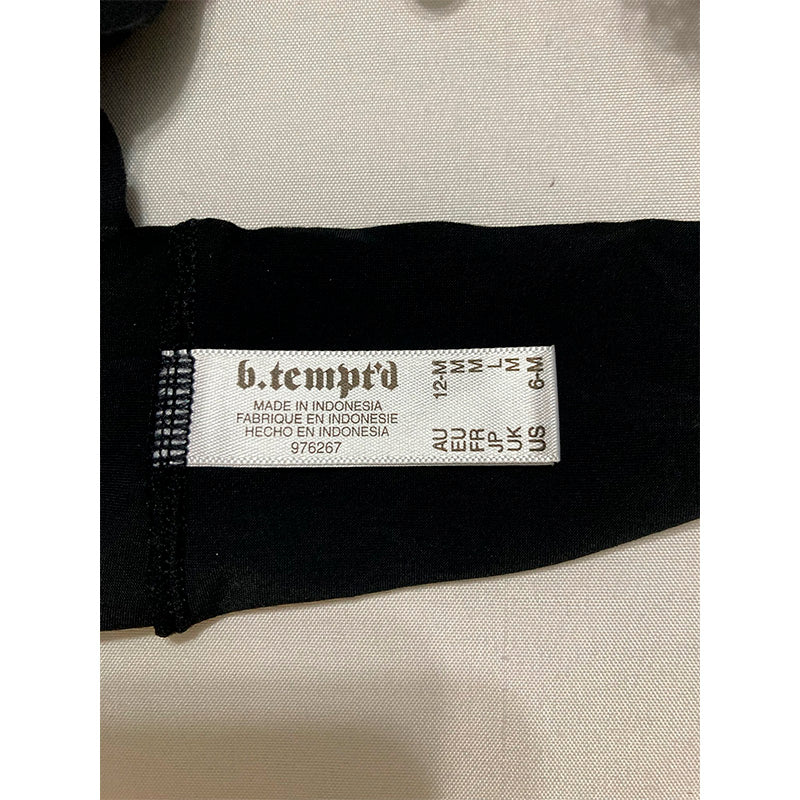 b.tempt'd
MADE IN INDONESIA
FABRIQUE EN INDONESIE
HECHO EN INDONESIA
976267
AU 12-M
EU M
FR M
JP L
UK M
US 6-M